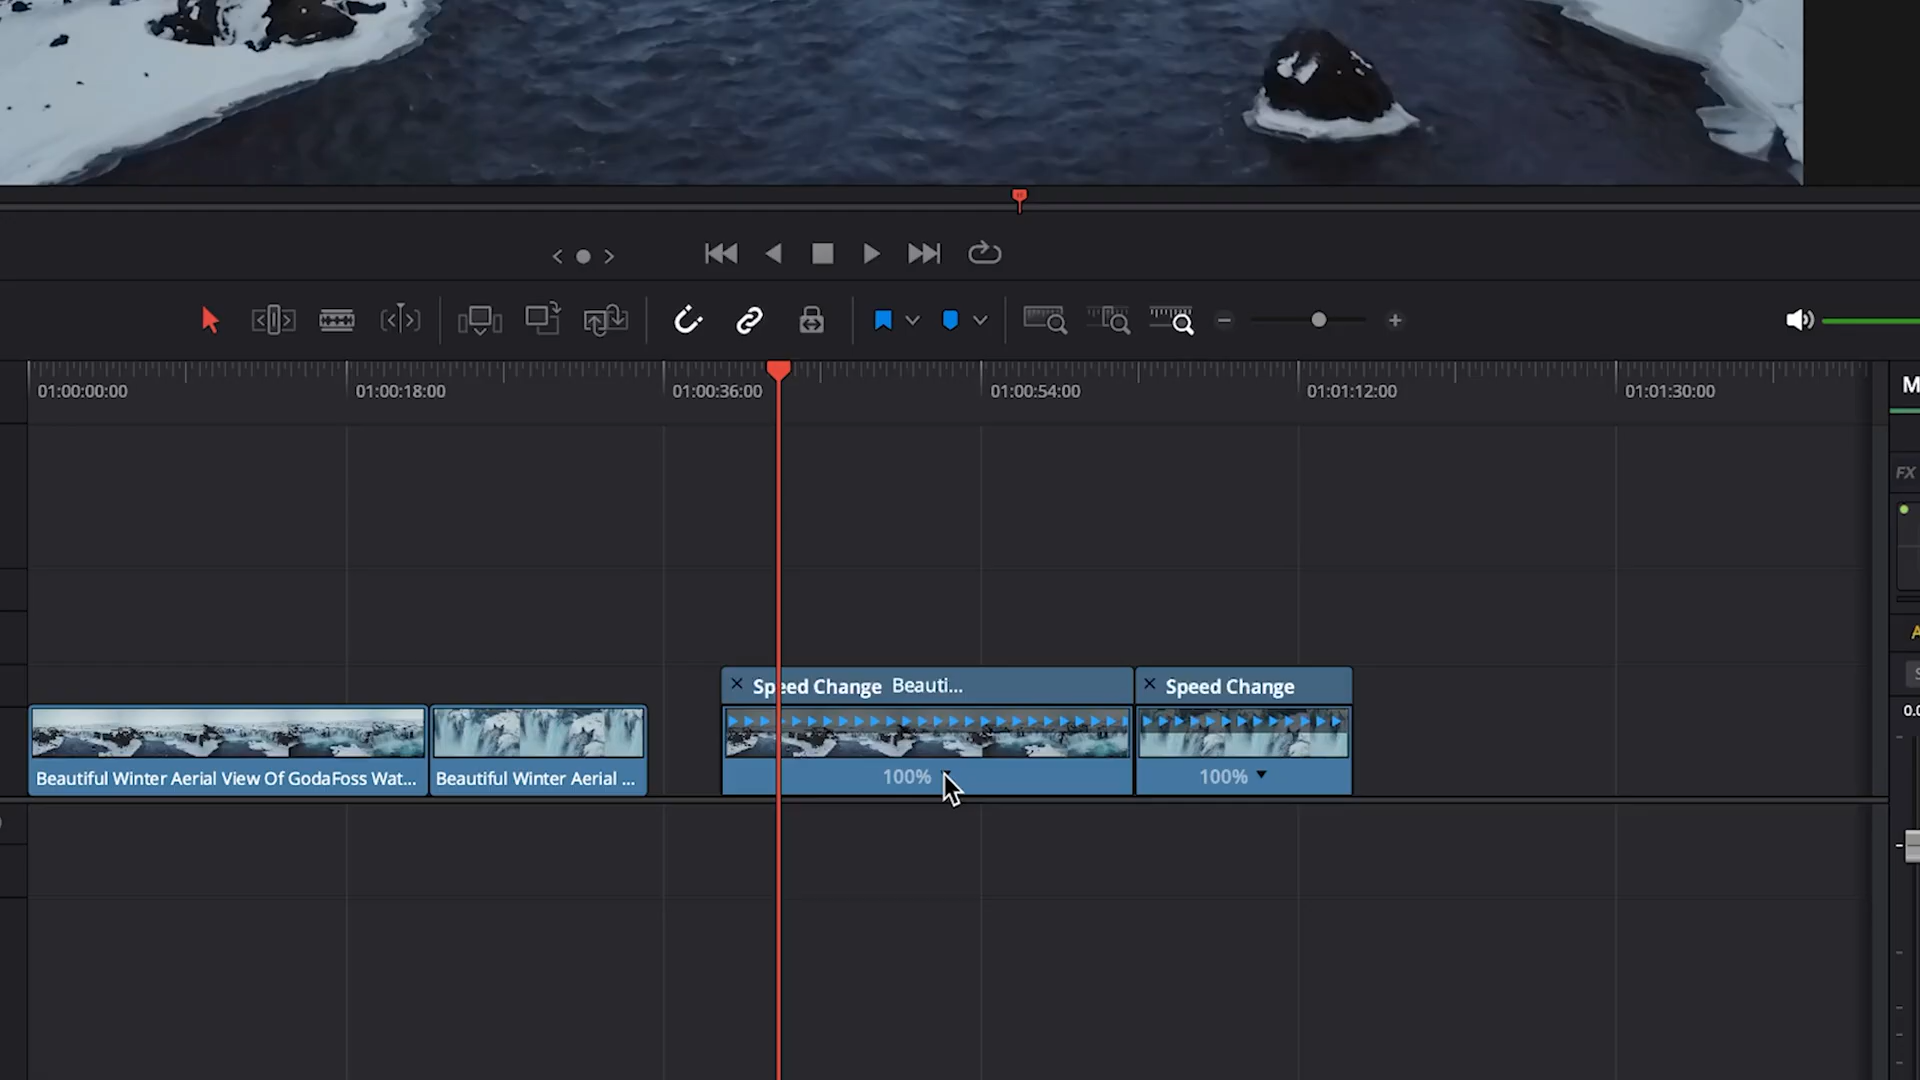 01:00:00:00
01:00:18:00
01:00:36:00
01:00:54:00
01:01:12:00
01:01:30:00
M
FX
Speed Change Beauti...
Speed Change
Beautiful Winter Aerial View Of GodaFoss Wat...
Beautiful Winter Aerial ...
100%
100%